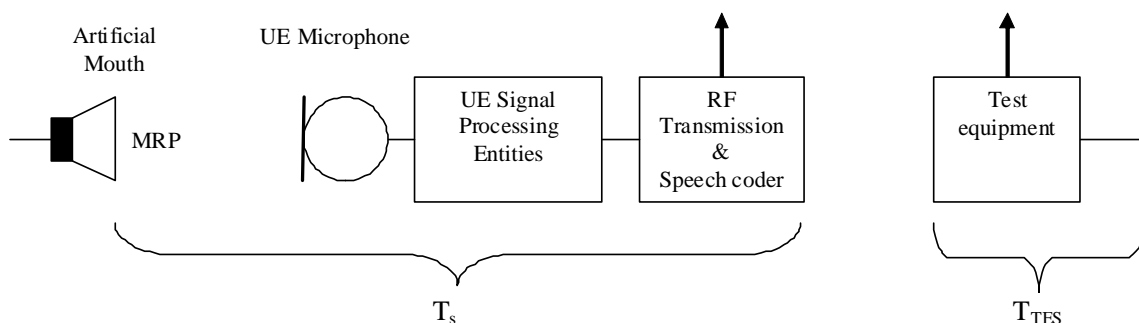 Artificial
Mouth
UE Microphone
MRP
UE Signal
Processing
Entities
RF
Transmission
&
Speech coder
Test
equipment
Ts
TTES